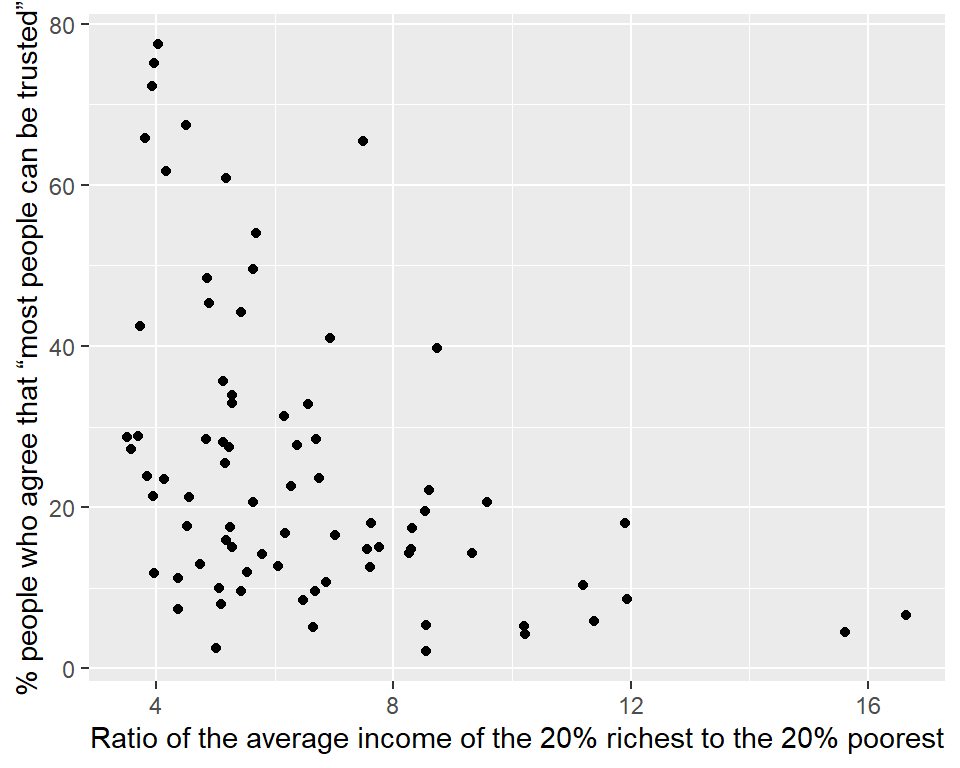 % people who agree that “most people can be trusted”
80
60
40
20
0
4 8 12 16
Ratio of the average income of the 20% richest to the 20% poorest